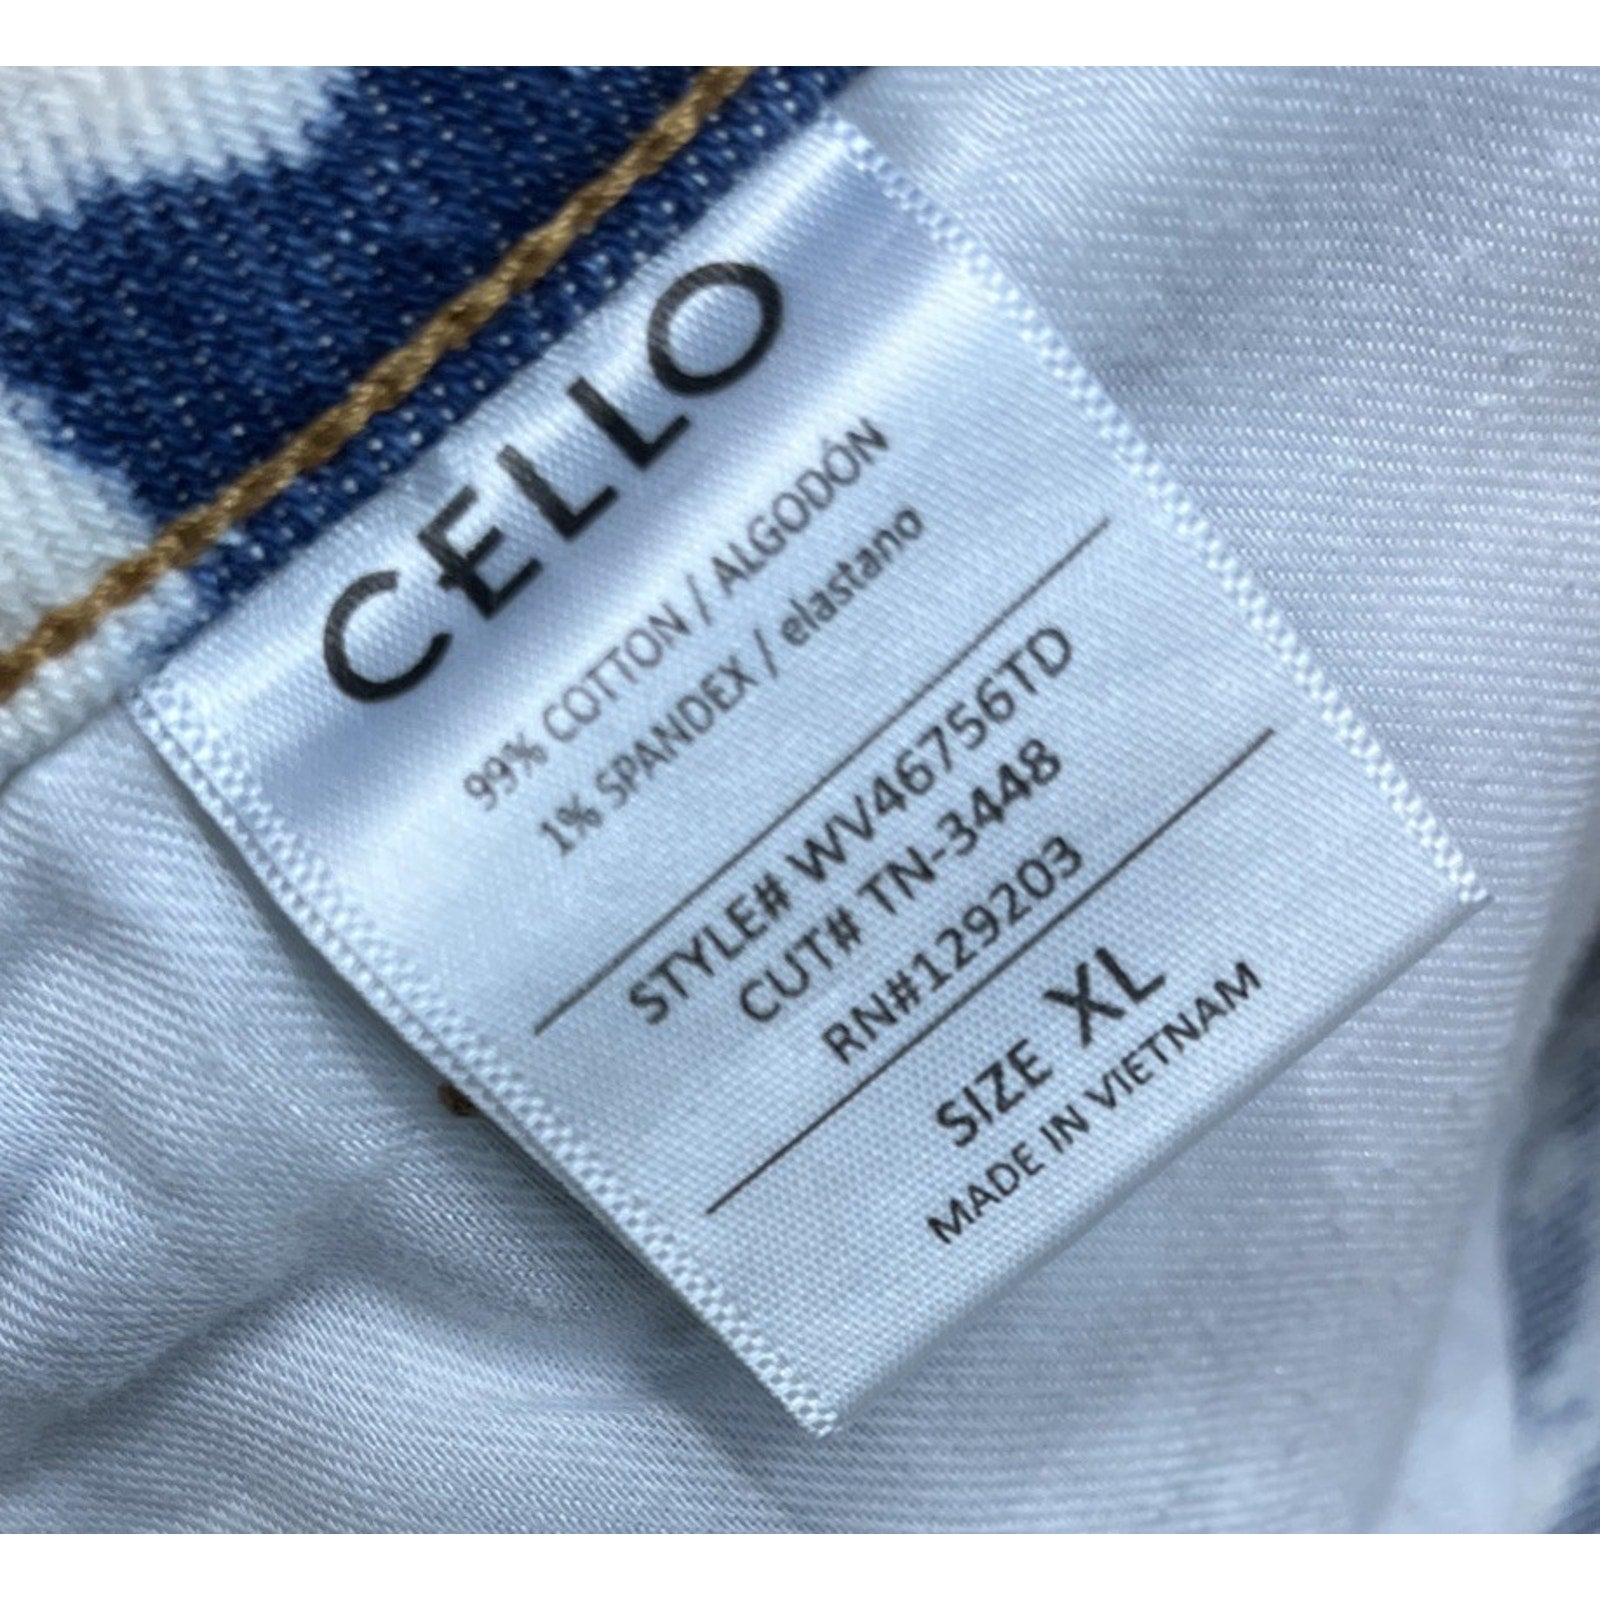 CELLO
99% COTTON / ALGODÓN
1% SPANDEX / elastano
STYLE# WV46756TD
CUT# TN-3448
RN#129203
SIZE XL
MADE IN VIETNAM